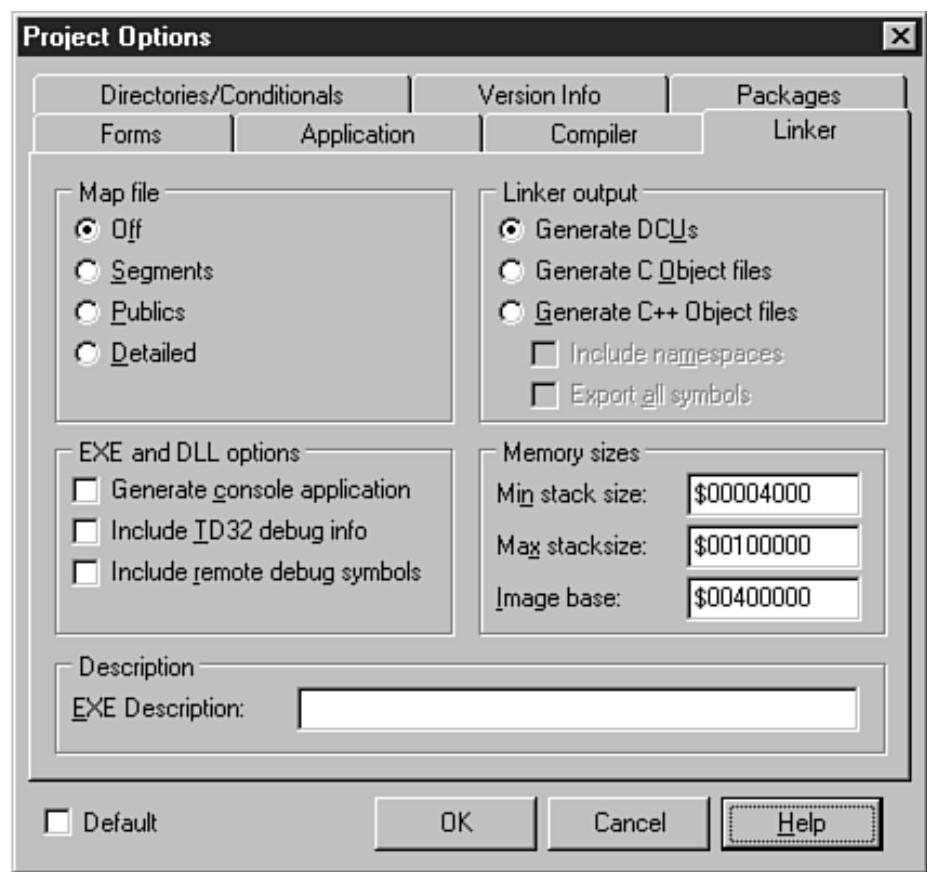 Project Options
Directories/Conditionals
Version Info
Packages
Forms
Application
Compiler
Linker
Map file
Off
Segments
Publics
Detailed
Linker output
Generate DCUs
Generate C Object files
Generate C++ Object files
Include namespaces
Export all symbols
EXE and DLL options
Generate console application
Include TD32 debug info
Include remote debug symbols
Memory sizes
Min stack size: $00004000
Max stacksize: $00100000
Image base: $00400000
Description
EXE Description:
Default
OK
Cancel
Help